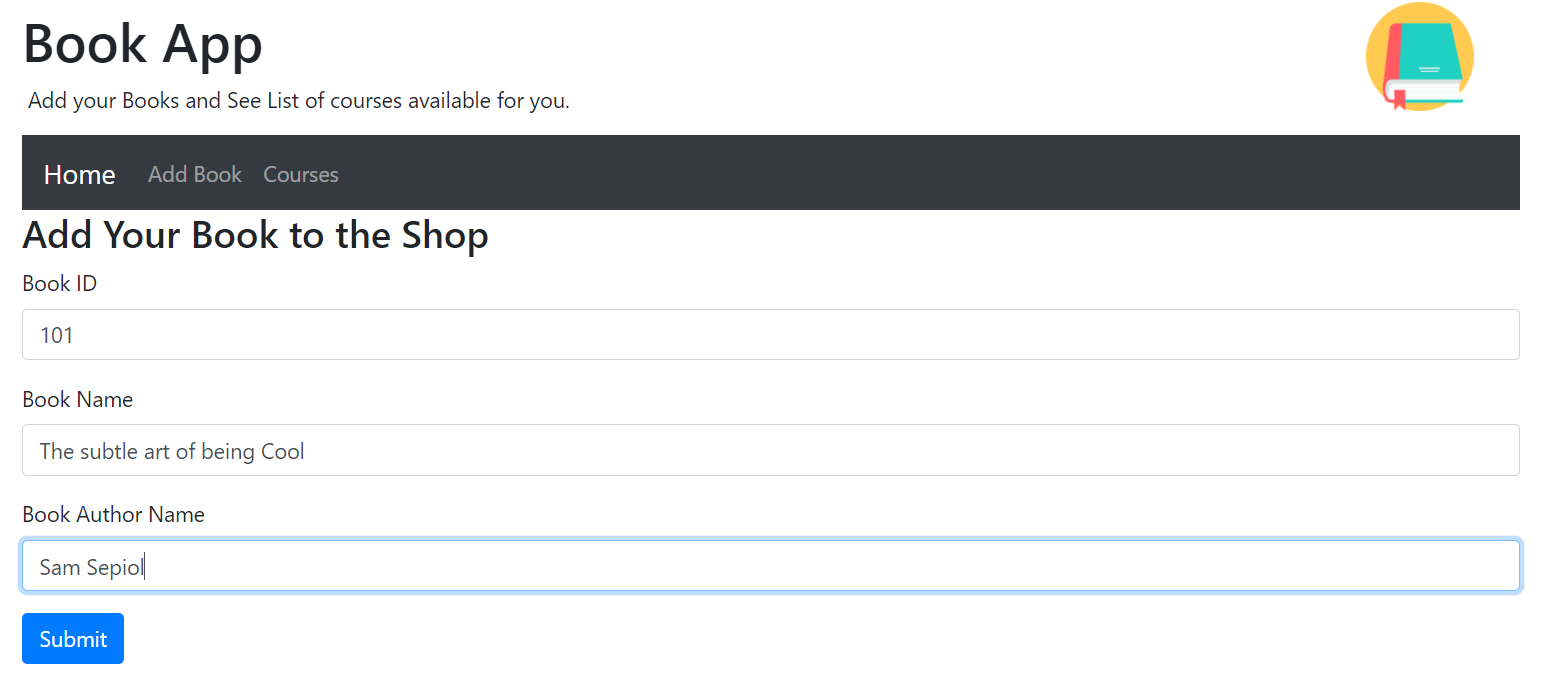 Book App
Add your Books and See List of courses available for you.
Home Add Book Courses
Add Your Book to the Shop
Book ID
101
Book Name
The subtle art of being Cool
Book Author Name
Sam Sepiol
Submit